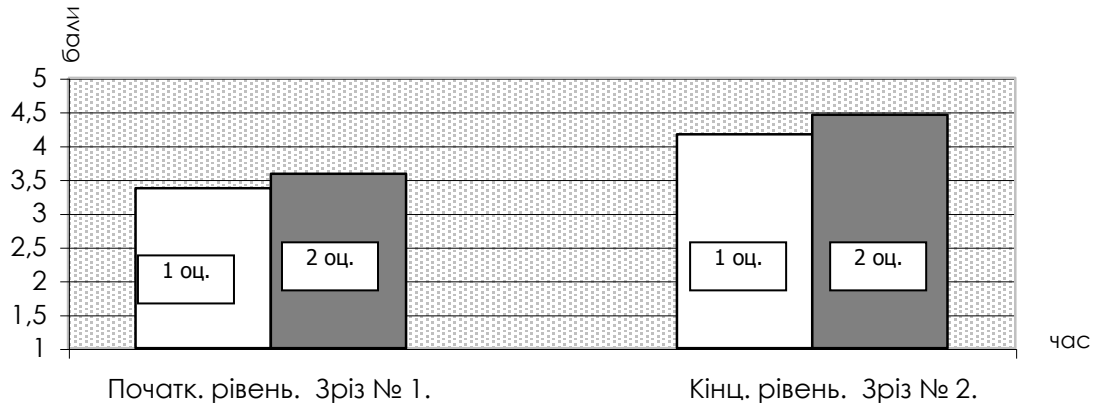 бали
5
4,5
4
3,5
3
2,5
2
1,5
1
1 оц.
2 оц.
1 оц.
2 оц.
час
Початк. рівень. Зріз № 1.
Кінц. рівень. Зріз № 2.